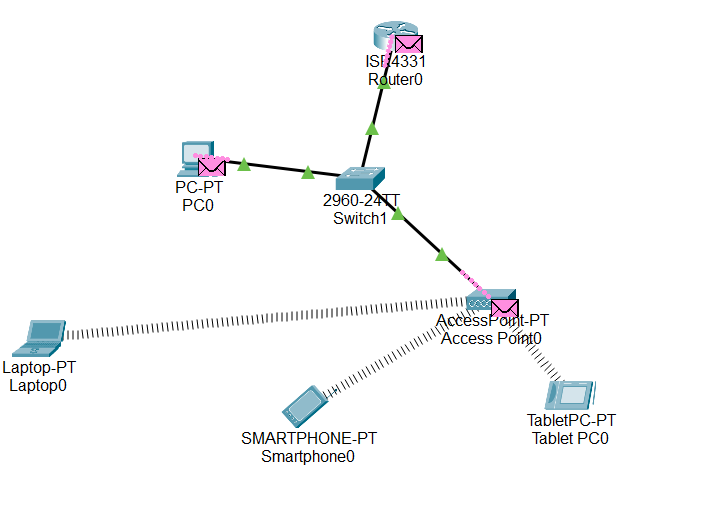 ISR4331
Router0
PC-PT
PC0
2960-24TT
Switch1
AccessPoint-PT
Access Point0
Laptop-PT
Laptop0
SMARTPHONE-PT
Smartphone0
TabletPC-PT
Tablet PC0